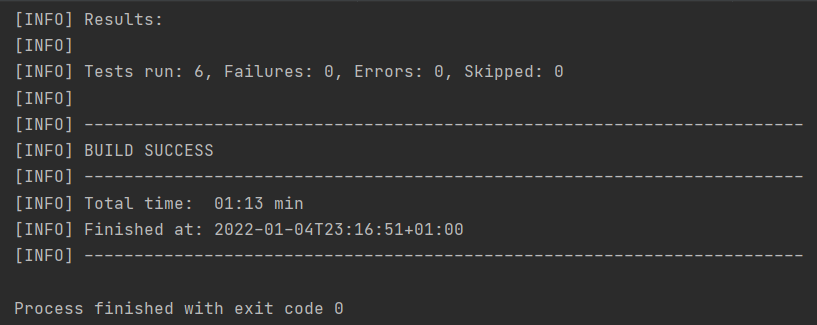 [INFO] Results:
[INFO]
[INFO] Tests run: 6, Failures: 0, Errors: 0, Skipped: 0
[INFO]
[INFO] ------------------------------------------------------------------------
[INFO] BUILD SUCCESS
[INFO] ------------------------------------------------------------------------
[INFO] Total time:  01:13 min
[INFO] Finished at: 2022-01-04T23:16:51+01:00
[INFO] ------------------------------------------------------------------------
Process finished with exit code 0